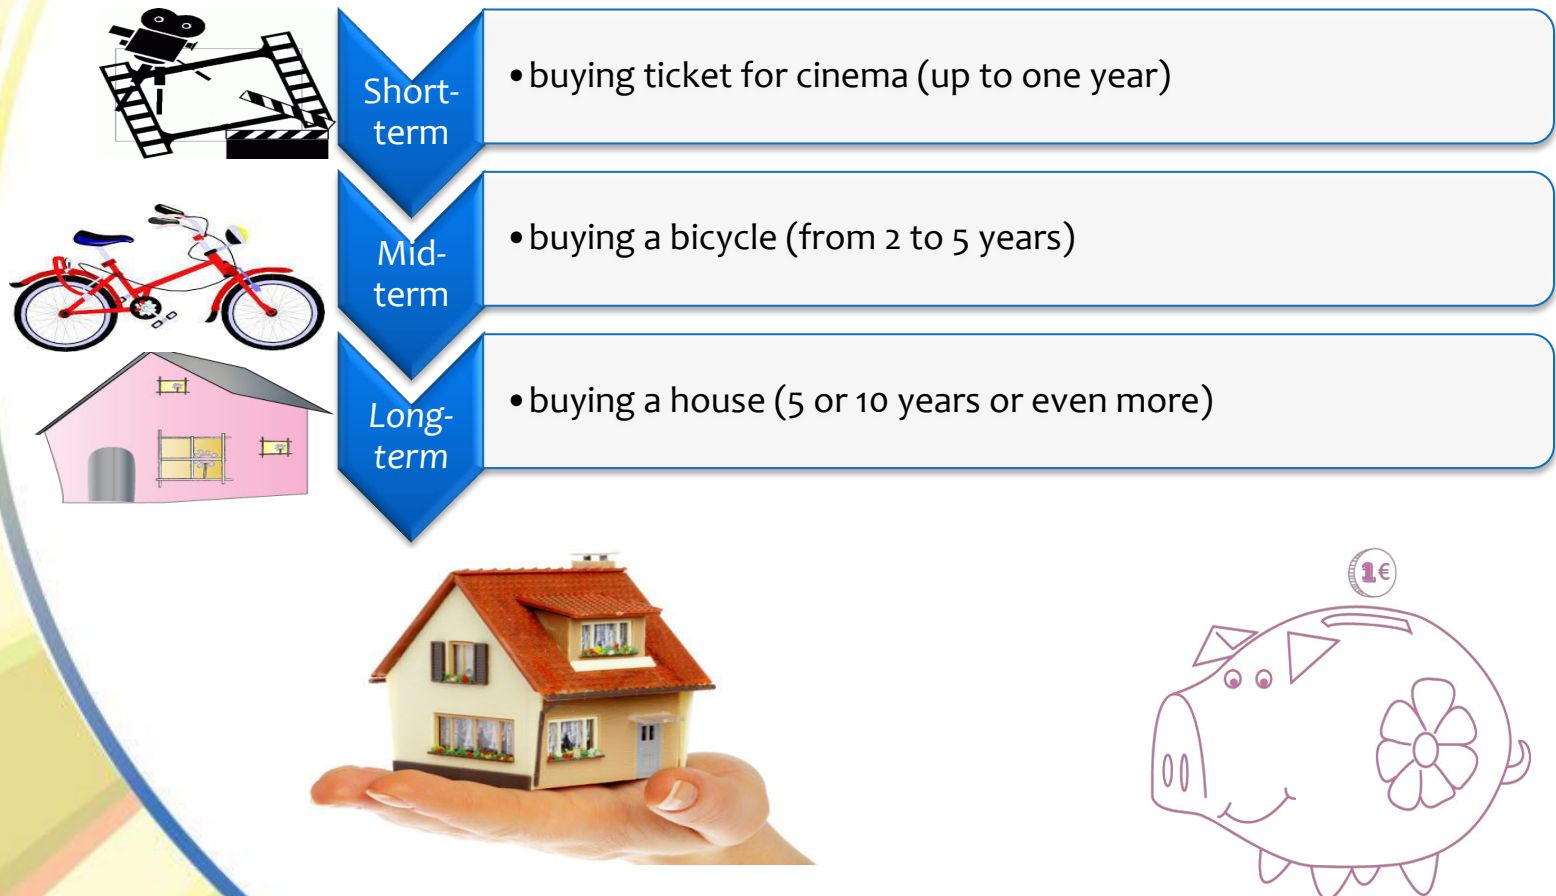 Short-
term
•buying ticket for cinema (up to one year)
Mid-
term
•buying a bicycle (from 2 to 5 years)
Long-
term
•buying a house (5 or 10 years or even more)
1€